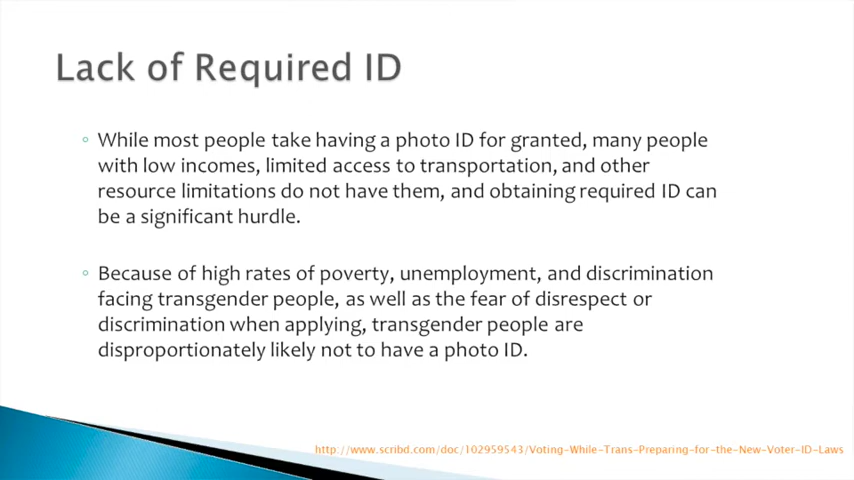 Lack of Required ID
While most people take having a photo ID for granted, many people
with low incomes, limited access to transportation, and other
resource limitations do not have them, and obtaining required ID can
be a significant hurdle.
Because of high rates of poverty, unemployment, and discrimination
facing transgender people, as well as the fear of disrespect or
discrimination when applying, transgender people are
disproportionately likely not to have a photo ID.
http://www.scribd.com/doc/102959543/Voting-While-Trans-Preparing-for-the-New-Voter-ID-Laws